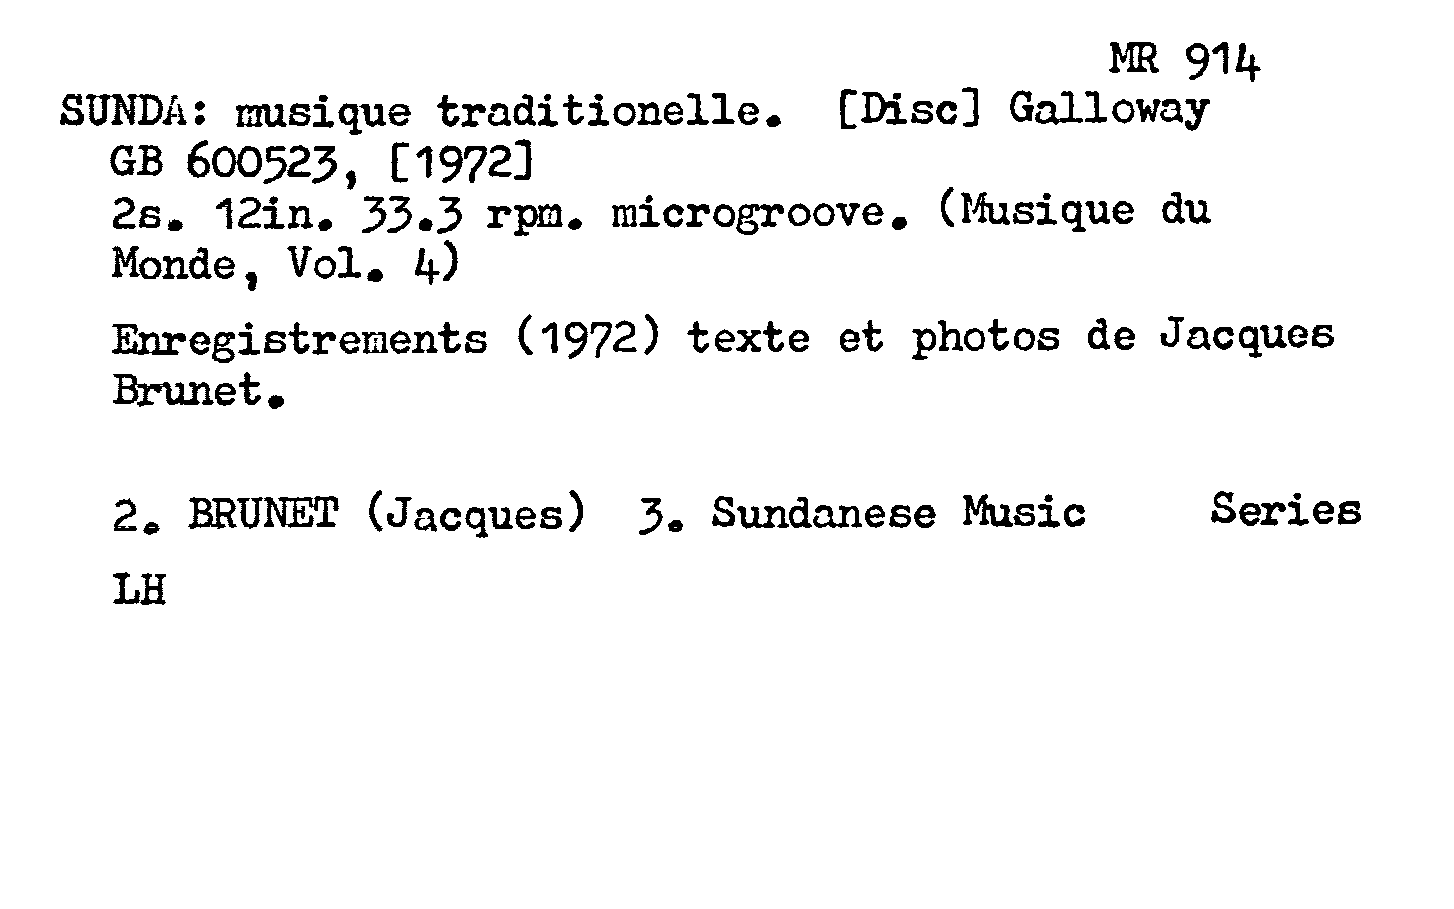 MR 914
SUNDA: musique traditionelle. [Disc] Galloway
GB 600523, [1972]
2s. 12in. 33.3 rpm. microgroove. (Musique du
Monde, Vol. 4)
Enregistrements (1972) texte et photos de Jacques
Brunet.
2. BRUNET (Jacques) 3. Sundanese Music Series
LH